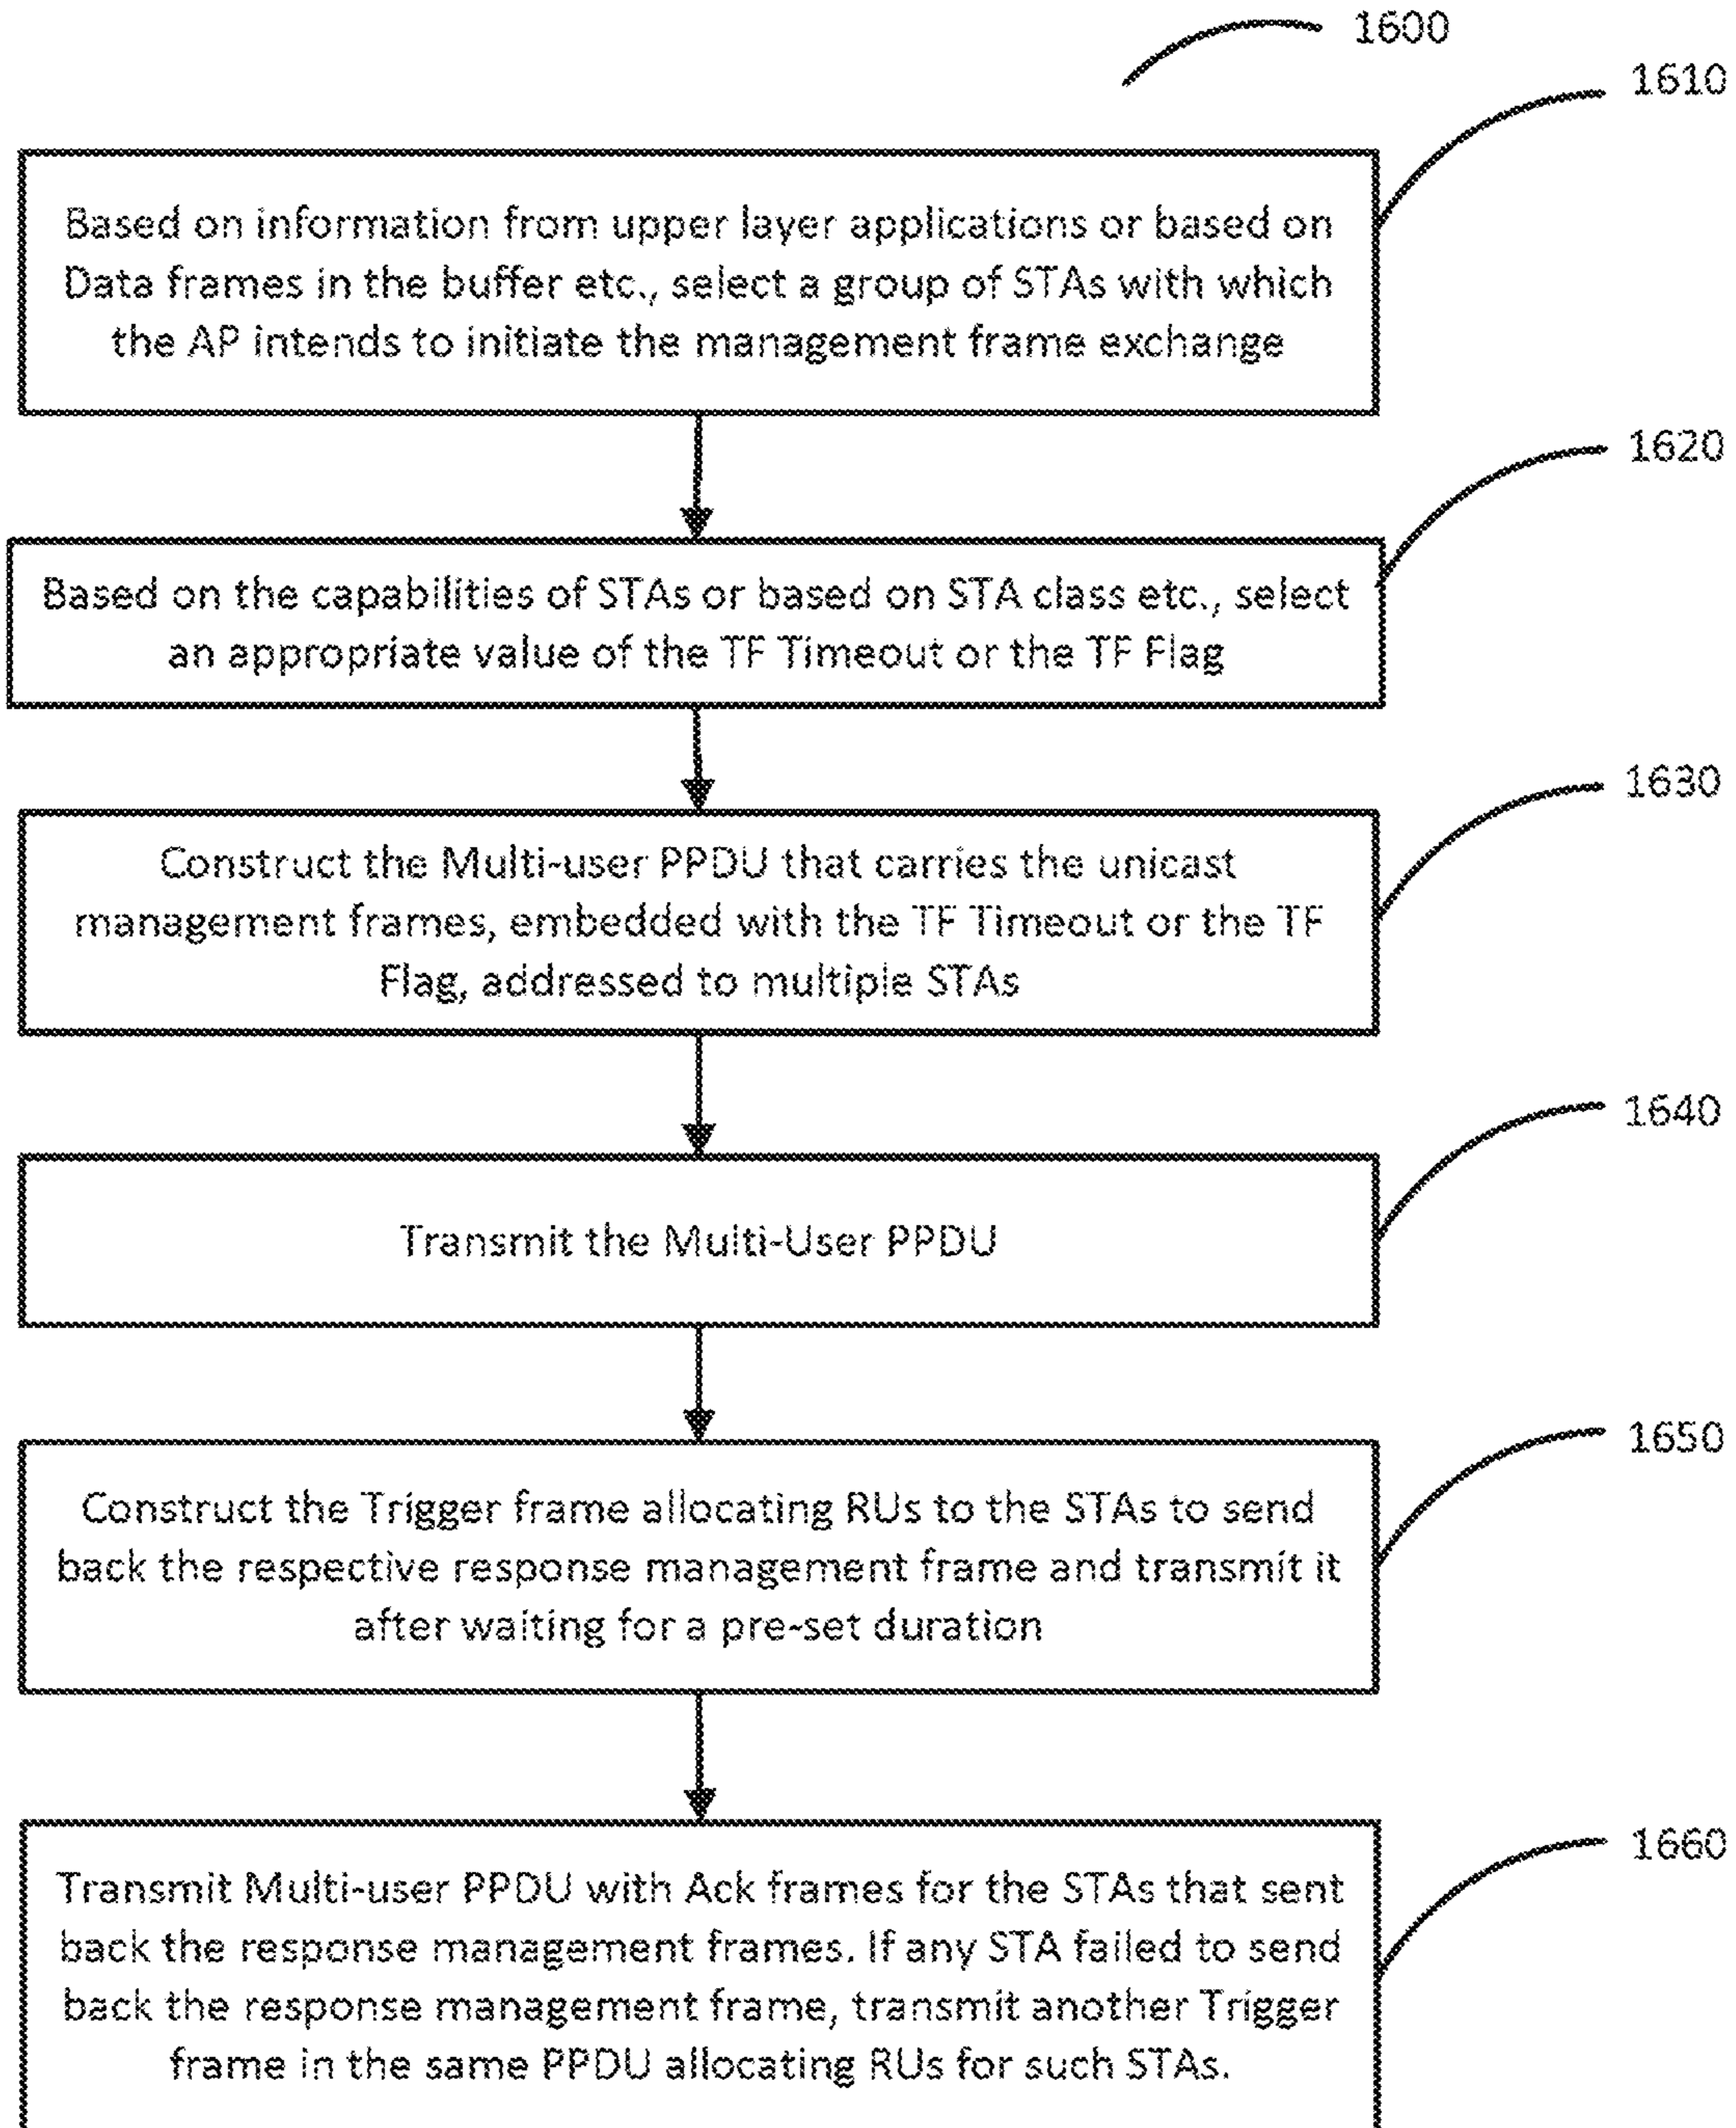 1600
1610
Based on information from upper layer applications or based on
Data frames in the buffer etc., select a group of STAs with which
the AP intends to initiate the management frame exchange
1620
Based on the capabilities of STAs or based on STA class etc., select
an appropriate value of the TF Timeout or the TF Flag
1630
Construct the Multi-user PPDU that carries the unicast
management frames, embedded with the TF Timeout or the TF
Flag, addressed to multiple STAs
1640
Transmit the Multi-User PPDU
1650
Construct the Trigger frame allocating RUs to the STAs to send
back the respective response management frame and transmit it
after waiting for a pre-set duration
1660
Transmit Multi-user PPDU with Ack frames for the STAs that sent
back the response management frames. If any STA failed to send
back the response management frame, transmit another Trigger
frame in the same PPDU allocating RUs for such STAs.